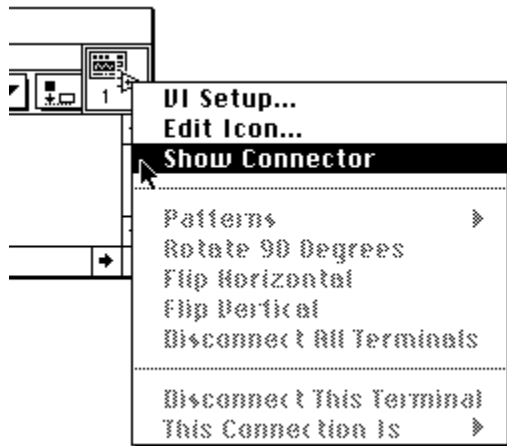 1
VI Setup...
Edit Icon...
Show Connector
Patterns
Rotate 90 Degrees
Flip Horizontal
Flip Vertical
Disconnect All Terminals
Disconnect This Terminal
This Connection Is